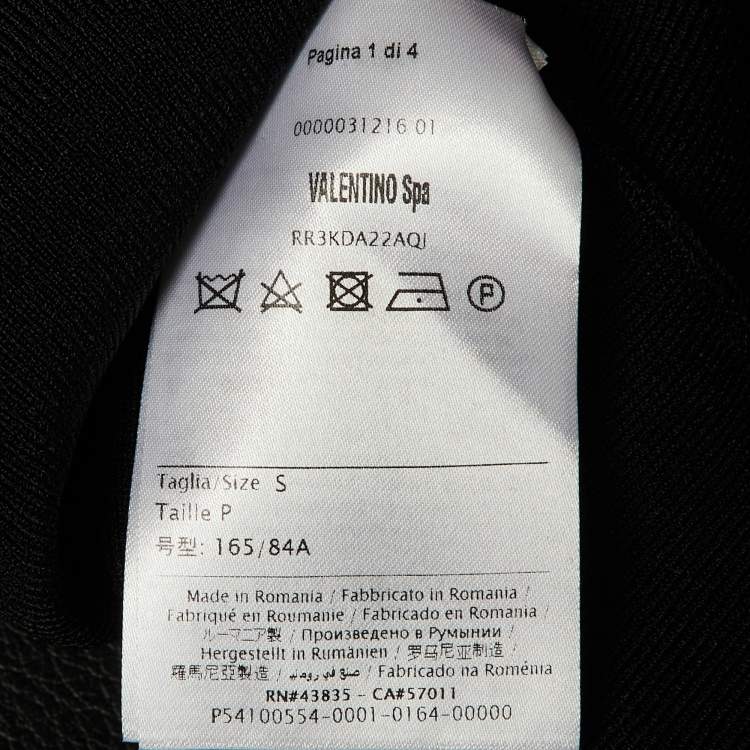 Pagina 1 di 4
0000031216 01
VALENTINO Spa
RR3KDA22AQI
P
Taglia/Size S
Taille P
号型: 165/84A
Made in Romania / Fabbricato in Romania /
Fabriqué en Roumanie / Fabricado en Romania /
ルーマニア製 / Произведено в Румынии /
Hergestellt in Rumänien / 罗马尼亚制造 /
羅馬尼亞製造 / صنع في رومانيا / Fabricado na Roménia
RN#43835 - CA#57011
P54100554-0001-0164-00000